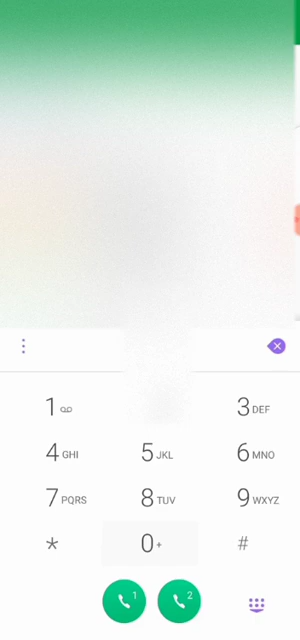 1
3 DEF
4 GHI 5 JKL 6 MNO
7 PQRS 8 TUV 9 WXYZ
* 0 + #
1 2